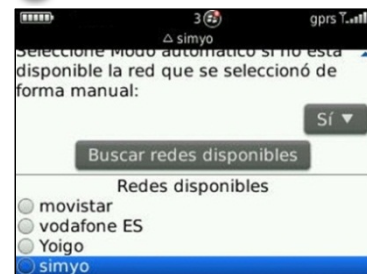 3 gprs
simyo
Seleccione Modo automático si no está
disponible la red que se seleccionó de
forma manual:
Sí
Buscar redes disponibles
Redes disponibles
movistar
vodafone ES
Yoigo
simyo